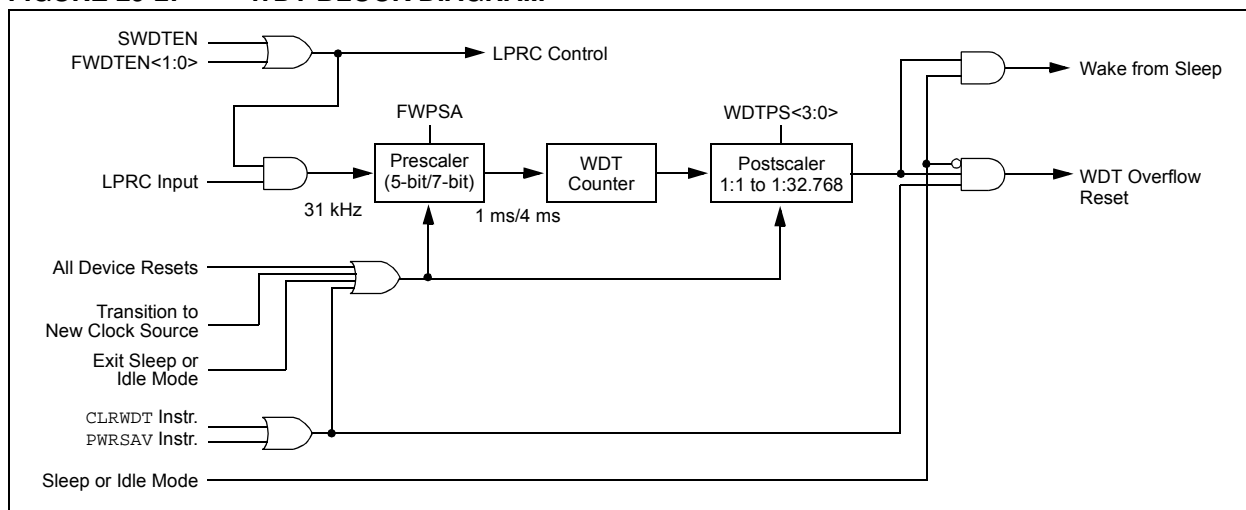 SWDTEN
FWDTEN<1:0>
LPRC Control
Wake from Sleep
FWPSA
WDTPS<3:0>
Prescaler
(5-bit/7-bit)
WDT
Counter
Postscaler
1:1 to 1:32.768
LPRC Input
WDT Overflow
Reset
31 kHz
1 ms/4 ms
All Device Resets
Transition to
New Clock Source
Exit Sleep or
Idle Mode
CLRWDT Instr.
PWRSAV Instr.
Sleep or Idle Mode